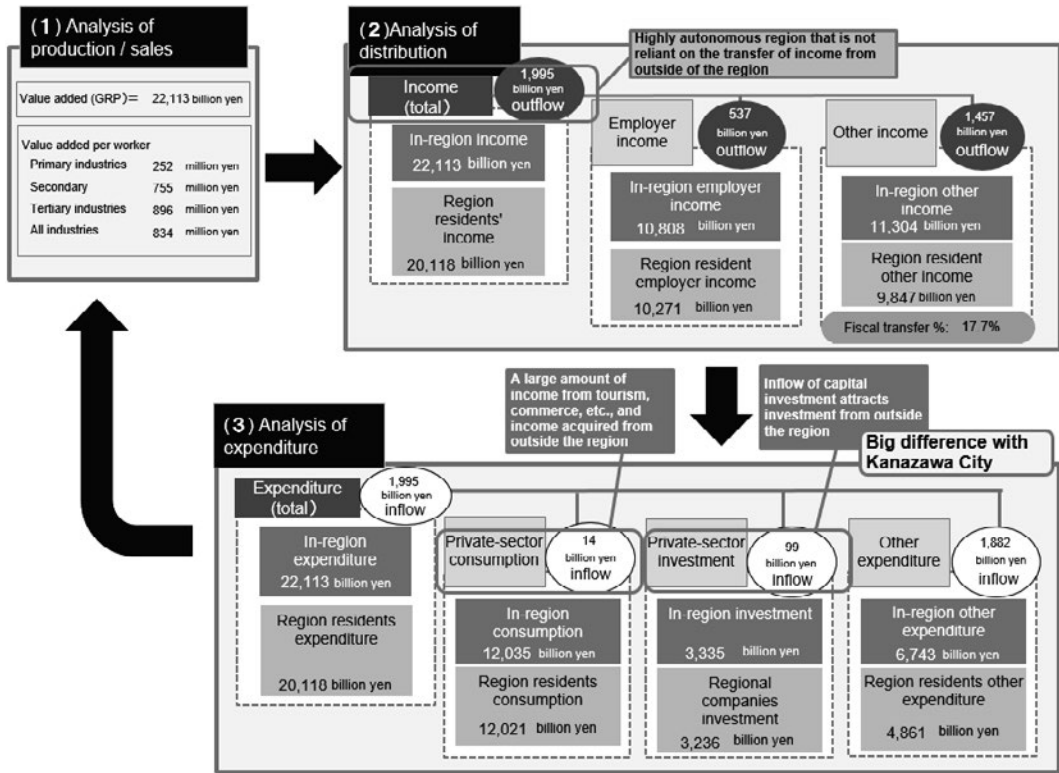 (1) Analysis of
production / sales
Value added (GRP)= 22,113 billion yen
Value added per worker
Primary industries 252 million yen
Secondary 755 million yen
Tertiary industries 896 million yen
All industries 834 million yen
(2) Analysis of
distribution
Highly autonomous region that is not
reliant on the transfer of income from
outside of the region
Income
(total)
1,995
billion yen
outflow
In-region income
22,113 billion yen
Region
residents'
income
20,118 billion yen
Employer
income
537
billion yen
outflow
In-region employer
income
10,808 billion yen
Region resident
employer income
10,271 billion yen
Other income
1,457
billion yen
outflow
In-region other
income
11,304 billion yen
Region resident
other income
9,847 billion yen
Fiscal transfer %: 17.7%
A large amount of
income from tourism,
commerce, etc., and
income acquired from
outside the region
Inflow of capital
investment attracts
investment from outside
the region
Big difference with
Kanazawa City
(3) Analysis of
expenditure
Expenditure
(total)
1,995
billion yen
inflow
In-region
expenditure
22,113 billion yen
Region residents
expenditure
20,118 billion yen
Private-sector
consumption
14
billion yen
inflow
In-region
consumption
12,035 billion yen
Region residents
consumption
12,021 billion yen
Private-sector
investment
99
billion yen
inflow
In-region investment
3,335 billion yen
Regional
companies
investment
3,236 billion yen
Other
expenditure
1,882
billion yen
inflow
In-region other
expenditure
6,743 billion yen
Region residents other
expenditure
4,861 billion yen